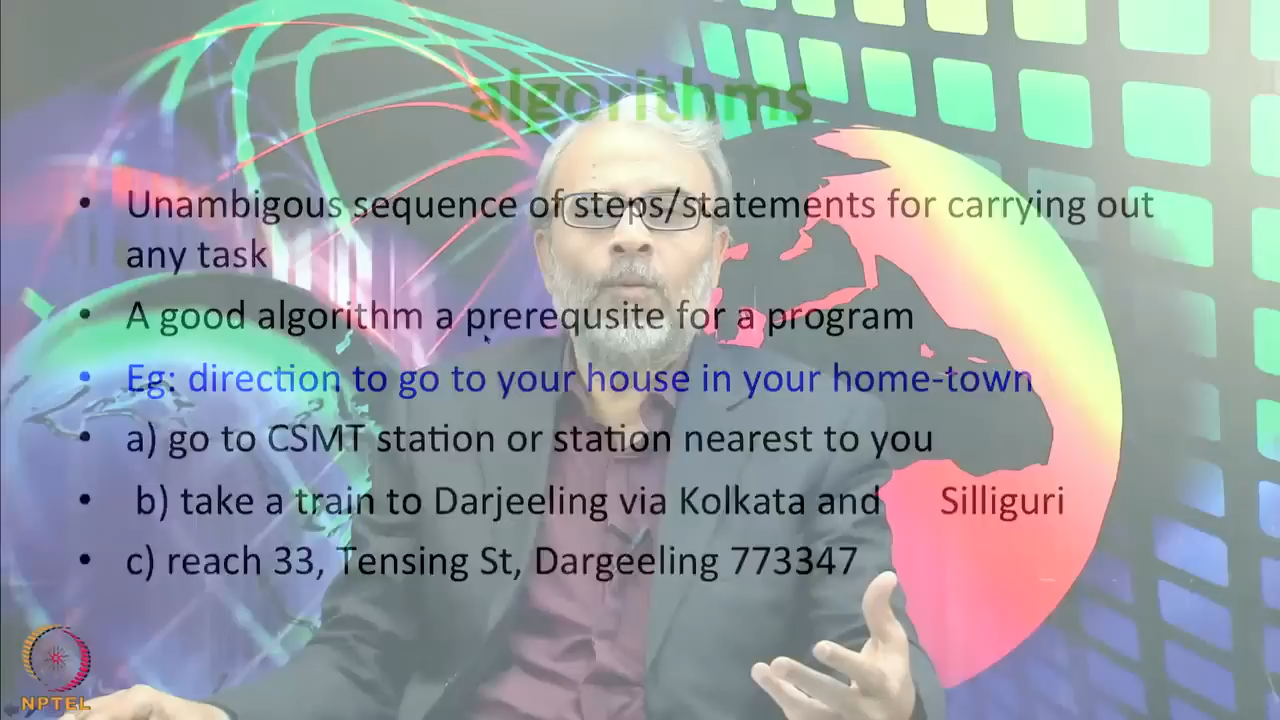 algorithms
• Unambigous sequence of steps/statements for carrying out
any task
• A good algorithm a prerequsite for a program
• Eg: direction to go to your house in your home-town
• a) go to CSMT station or station nearest to you
• b) take a train to Darjeeling via Kolkata and Silliguri
• c) reach 33, Tensing St, Dargeeling 773347
NPTEL